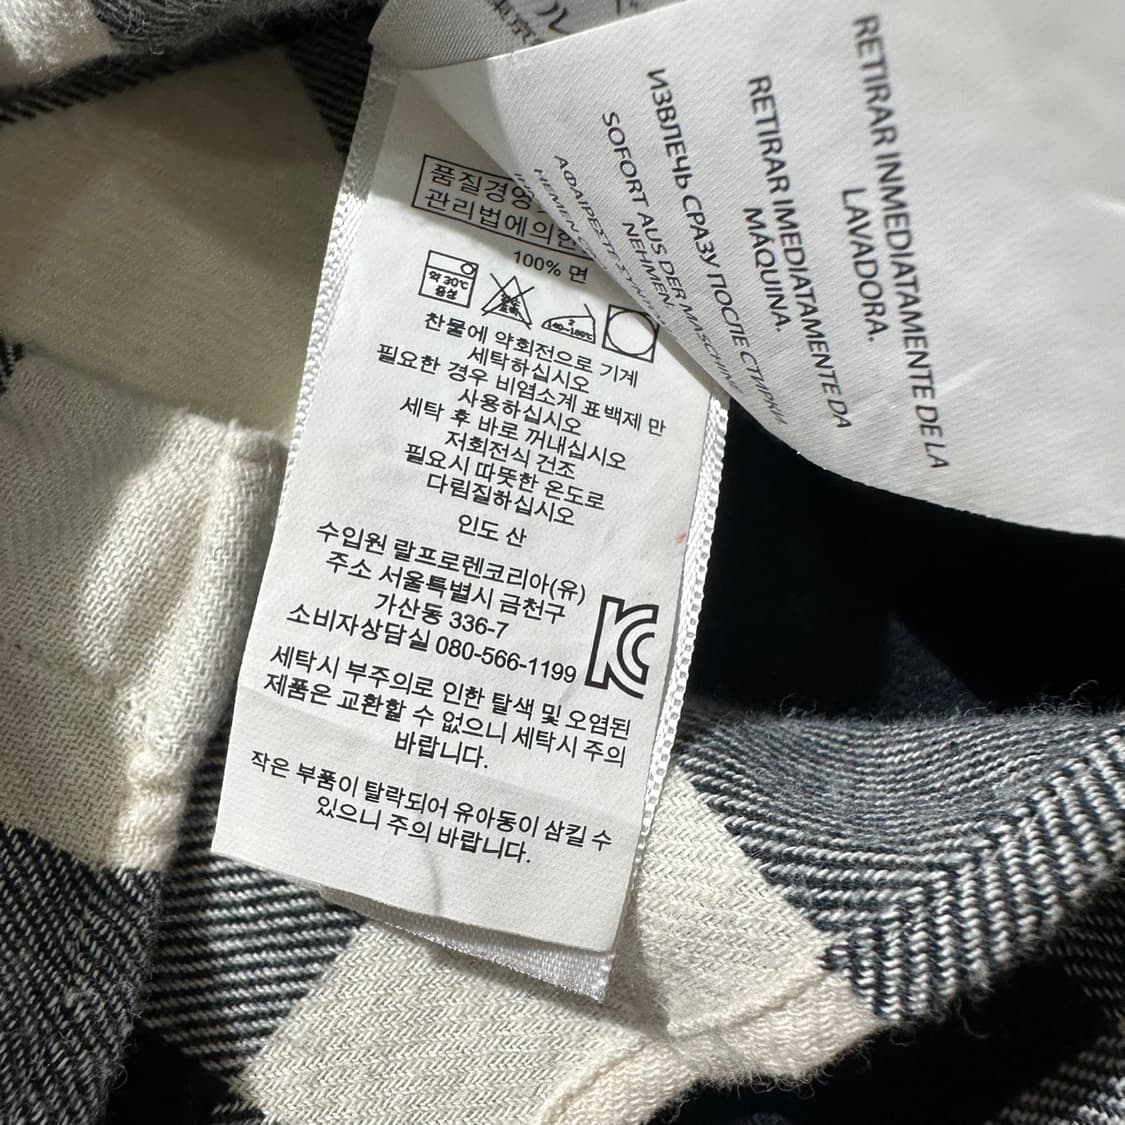 품질경영
관리법에의한
100% 면
약 30℃
중성
140~160℃
찬물에 약회전으로 기계
세탁하십시오
필요한 경우 비염소계 표백제 만
사용하십시오
세탁 후 바로 꺼내십시오
저회전식 건조
필요시 따뜻한 온도로
다림질하십시오
인도 산
수입원 랄프로렌코리아(유)
주소 서울특별시 금천구
가산동 336-7
소비자상담실 080-566-1199
KC
세탁시 부주의로 인한 탈색 및 오염된
제품은 교환할 수 없으니 세탁시 주의
바랍니다.
작은 부품이 탈락되어 유아동이 삼킬 수
있으니 주의 바랍니다.
RETIRAR INMEDIATAMENTE DE LA
LAVADORA.
RETIRAR IMEDIATAMENTE DA
MÁQUINA.
ИЗВЛЕЧЬ СРАЗУ ПОСЛЕ СТИРКИ.
SOFORT AUS DER MASCHINE
NEHMEN.
ΑΦΑΙΡΕΣΤΕ